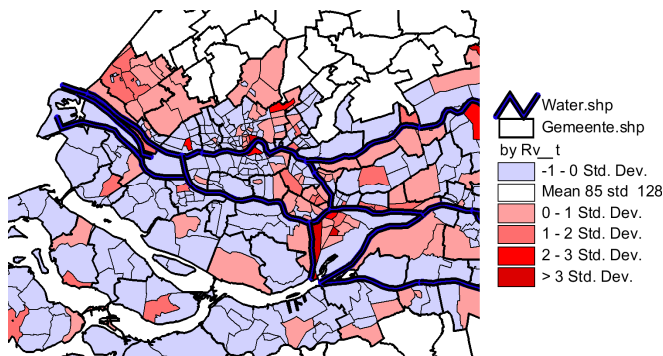 Water.shp
Gemeente.shp
by Rv__t
-1 - 0 Std. Dev.
Mean 85 std 128
0 - 1 Std. Dev.
1 - 2 Std. Dev.
2 - 3 Std. Dev.
> 3 Std. Dev.